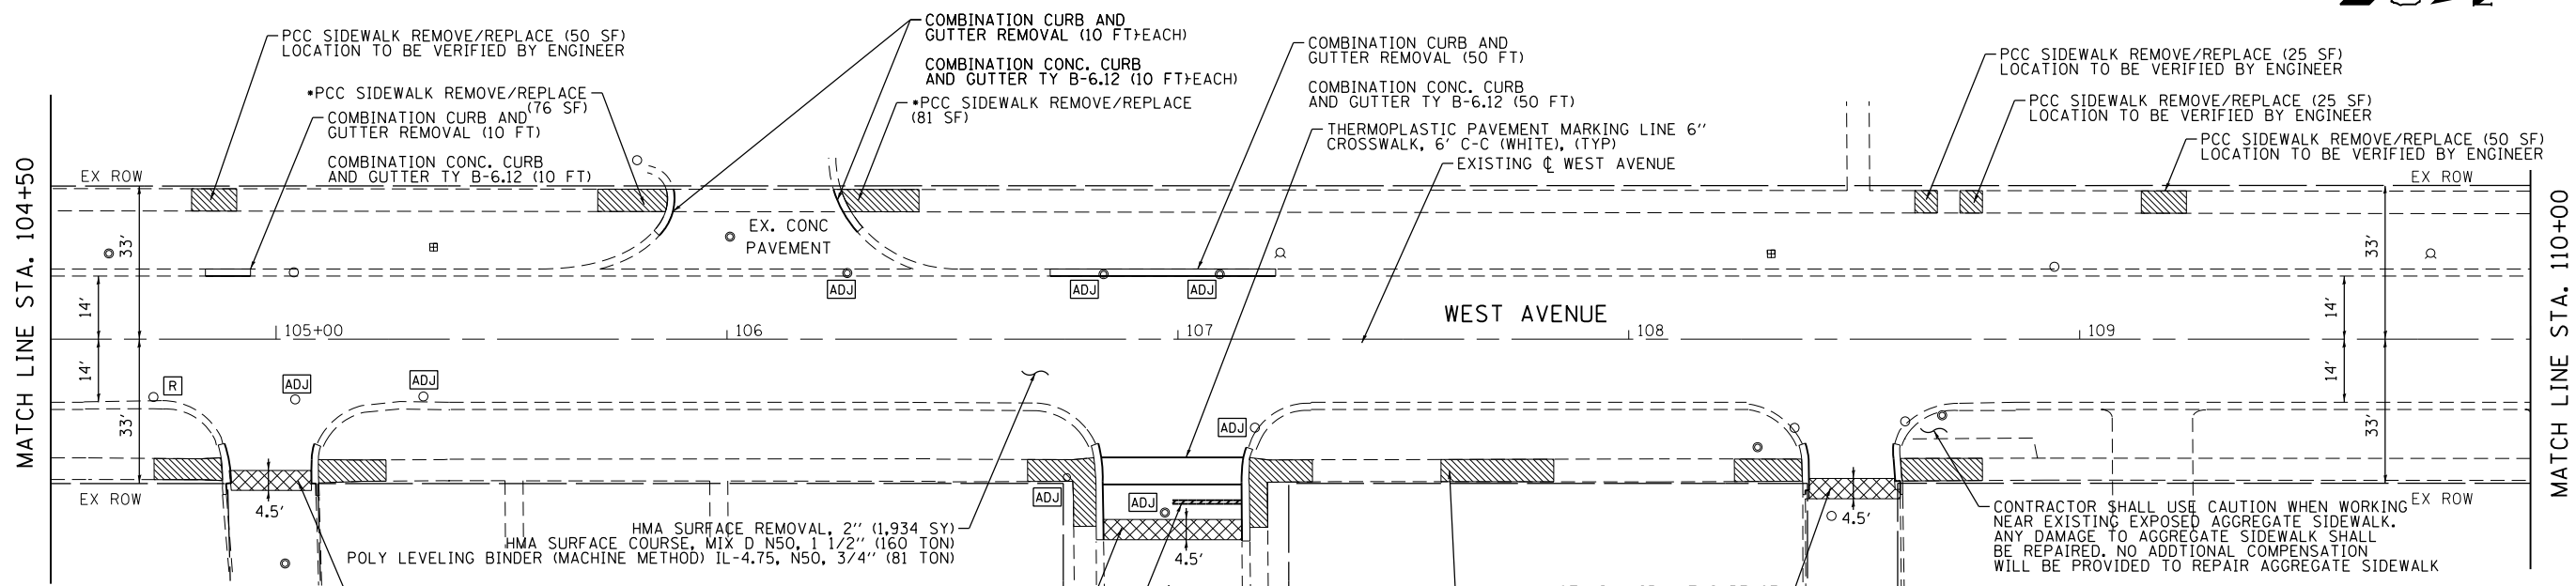 PCC SIDEWALK REMOVE/REPLACE (50 SF)
LOCATION TO BE VERIFIED BY ENGINEER
*PCC SIDEWALK REMOVE/REPLACE
(76 SF)
COMBINATION CURB AND
GUTTER REMOVAL (10 FT)
COMBINATION CONC. CURB
AND GUTTER TY B-6.12 (10 FT)
COMBINATION CURB AND
GUTTER REMOVAL (10 FT)EACH)
COMBINATION CONC. CURB
AND GUTTER TY B-6.12 (10 FT)EACH)
*PCC SIDEWALK REMOVE/REPLACE
(81 SF)
COMBINATION CURB AND
GUTTER REMOVAL (50 FT)
COMBINATION CONC. CURB
AND GUTTER TY B-6.12 (50 FT)
THERMOPLASTIC PAVEMENT MARKING LINE 6"
CROSSWALK, 6' C-C (WHITE), (TYP)
EXISTING ℄ WEST AVENUE
PCC SIDEWALK REMOVE/REPLACE (25 SF)
LOCATION TO BE VERIFIED BY ENGINEER
PCC SIDEWALK REMOVE/REPLACE (25 SF)
LOCATION TO BE VERIFIED BY ENGINEER
PCC SIDEWALK REMOVE/REPLACE (50 SF)
LOCATION TO BE VERIFIED BY ENGINEER
MATCH LINE STA. 104+50
EX ROW
EX ROW
33'
14'
EX. CONC
PAVEMENT
ADJ
ADJ
ADJ
WEST AVENUE
33'
14'
MATCH LINE STA. 110+00
105+00
106
107
108
109
14'
33'
R
ADJ
ADJ
ADJ
14'
33'
EX ROW
4.5'
ADJ
ADJ
4.5'
4.5'
EX ROW
HMA SURFACE REMOVAL, 2" (1,934 SY)
HMA SURFACE COURSE, MIX D N50, 1 1/2" (160 TON)
POLY LEVELING BINDER (MACHINE METHOD) IL-4.75, N50, 3/4" (81 TON)
CONTRACTOR SHALL USE CAUTION WHEN WORKING
NEAR EXISTING EXPOSED AGGREGATE SIDEWALK.
ANY DAMAGE TO AGGREGATE SIDEWALK SHALL
BE REPAIRED. NO ADDTIONAL COMPENSATION
WILL BE PROVIDED TO REPAIR AGGREGATE SIDEWALK